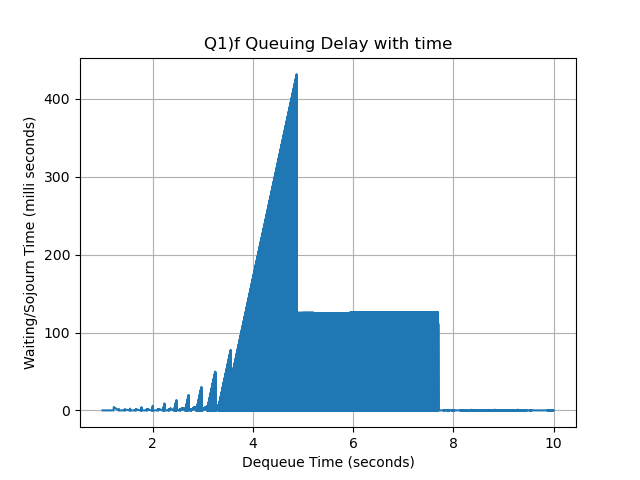 Q1)f Queuing Delay with time
Waiting/Sojourn Time (milli seconds)
400
300
200
100
0
2 4 6 8 10
Dequeue Time (seconds)